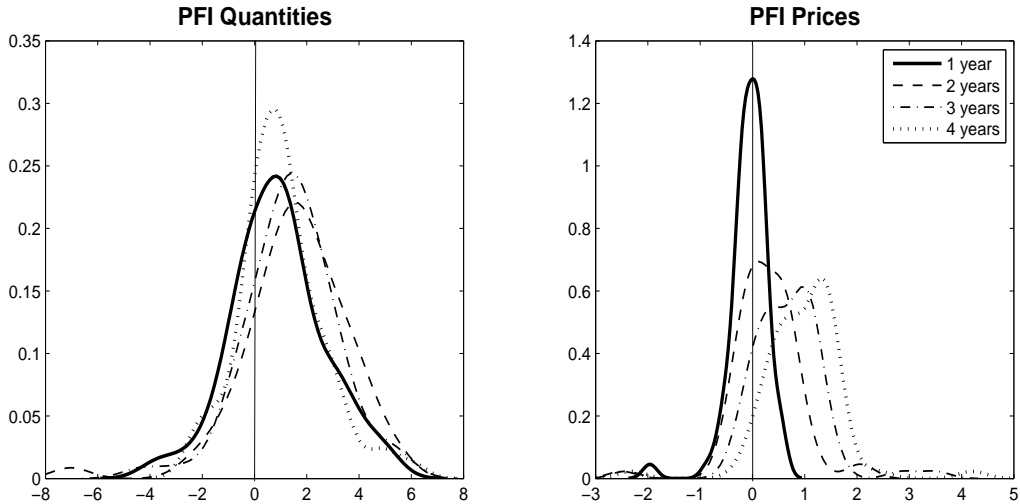 PFI Quantities
0.35
0.3
0.25
0.2
0.15
0.1
0.05
0
−8 −6 −4 −2 0 2 4 6 8
PFI Prices
1.4
1.2
1
0.8
0.6
0.4
0.2
0
−3 −2 −1 0 1 2 3 4 5
1 year
2 years
3 years
4 years